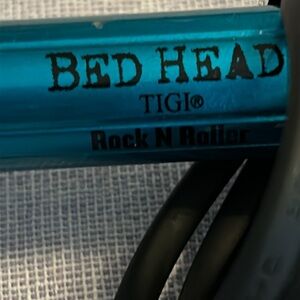 BED HEAD
TIGI®
Rock N Roller